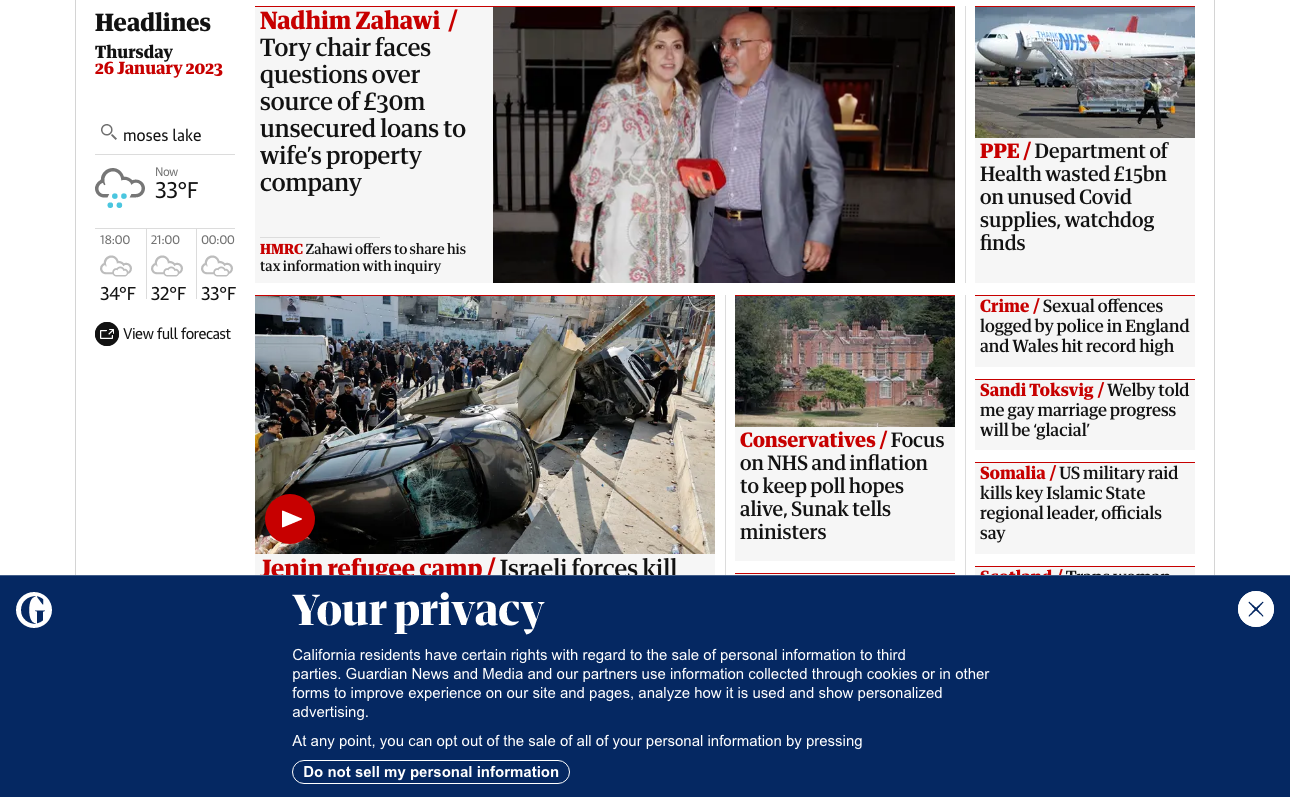 Headlines
Thursday
26 January 2023
moses lake
Now
33°F
18:00
21:00
00:00
34°F
32°F
33°F
View full forecast
Nadhim Zahawi /
Tory chair faces
questions over
source of £30m
unsecured loans to
wife’s property
company
HMRC Zahawi offers to share his
tax information with inquiry
THANK
NHS
PPE / Department of
Health wasted £15bn
on unused Covid
supplies, watchdog
finds
Jenin refugee camp / Israeli forces kill
Conservatives / Focus
on NHS and inflation
to keep poll hopes
alive, Sunak tells
ministers
Crime / Sexual offences
logged by police in England
and Wales hit record high
Sandi Toksvig / Welby told
me gay marriage progress
will be ‘glacial’
Somalia / US military raid
kills key Islamic State
regional leader, officials
say
Scotland / Trans woman
G
Your privacy
California residents have certain rights with regard to the sale of personal information to third
parties. Guardian News and Media and our partners use information collected through cookies or in other
forms to improve experience on our site and pages, analyze how it is used and show personalized
advertising.
At any point, you can opt out of the sale of all of your personal information by pressing
Do not sell my personal information